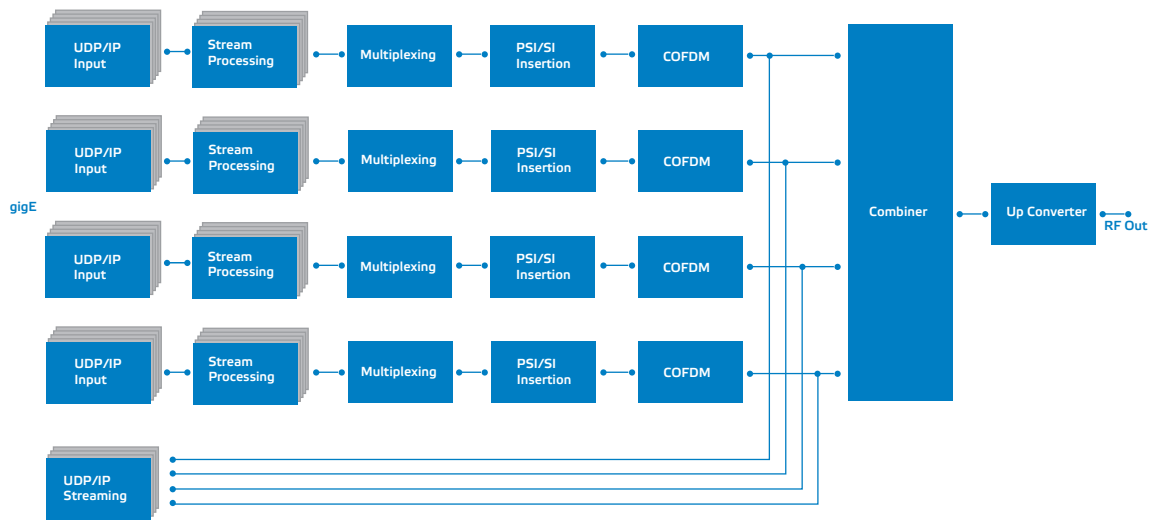 UDP/IP
Input
Stream
Processing
Multiplexing
PSI/SI
Insertion
COFDM
UDP/IP
Input
Stream
Processing
Multiplexing
PSI/SI
Insertion
COFDM
gigE
Combiner
Up Converter
RF Out
UDP/IP
Input
Stream
Processing
Multiplexing
PSI/SI
Insertion
COFDM
UDP/IP
Input
Stream
Processing
Multiplexing
PSI/SI
Insertion
COFDM
UDP/IP
Streaming